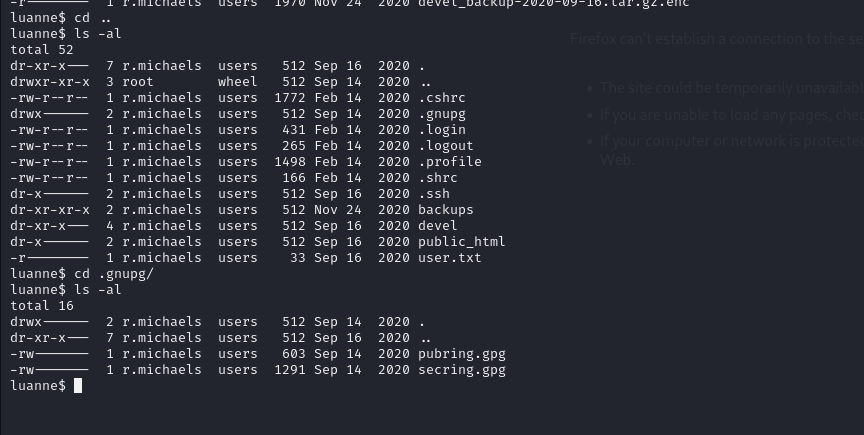 -r--------  1 r.michaels  users  1970 Nov 24  2020 devel_backup-2020-09-16.tar.gz.enc
luanne$ cd ..
luanne$ ls -al
total 52
dr-xr-x---  7 r.michaels  users   512 Sep 16  2020 .
drwxr-xr-x  3 root        wheel   512 Sep 14  2020 ..
-rw-r--r--  1 r.michaels  users  1772 Feb 14  2020 .cshrc
drwx------  2 r.michaels  users   512 Sep 14  2020 .gnupg
-rw-r--r--  1 r.michaels  users   431 Feb 14  2020 .login
-rw-r--r--  1 r.michaels  users   265 Feb 14  2020 .logout
-rw-r--r--  1 r.michaels  users  1498 Feb 14  2020 .profile
-rw-r--r--  1 r.michaels  users   166 Feb 14  2020 .shrc
dr-x------  2 r.michaels  users   512 Sep 16  2020 .ssh
dr-xr-xr-x  2 r.michaels  users   512 Nov 24  2020 backups
dr-xr-x---  4 r.michaels  users   512 Sep 16  2020 devel
dr-x------  2 r.michaels  users   512 Sep 16  2020 public_html
-r--------  1 r.michaels  users    33 Sep 16  2020 user.txt
luanne$ cd .gnupg/
luanne$ ls -al
total 16
drwx------  2 r.michaels  users   512 Sep 14  2020 .
dr-xr-x---  7 r.michaels  users   512 Sep 16  2020 ..
-rw-------  1 r.michaels  users   603 Sep 14  2020 pubring.gpg
-rw-------  1 r.michaels  users  1291 Sep 14  2020 secring.gpg
luanne$
Firefox can't establish a connection to the se
• The site could be temporarily unavailabl
• If you are unable to load any pages, chec
• If your computer or network is protected
Web.